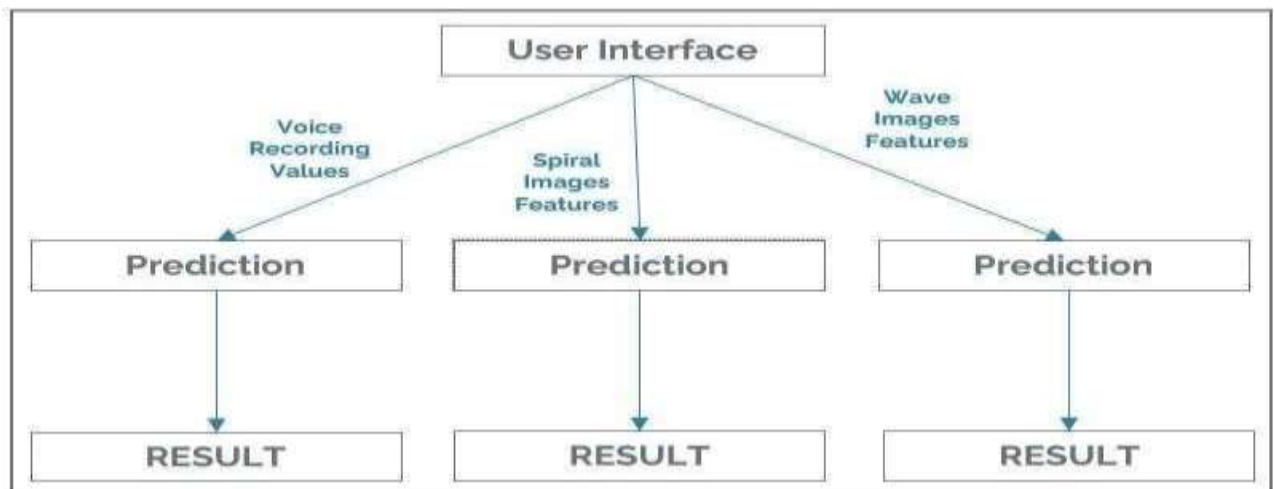 User Interface
Voice
Recording
Values
Spiral
Images
Features
Wave
Images
Features
Prediction
Prediction
Prediction
RESULT
RESULT
RESULT